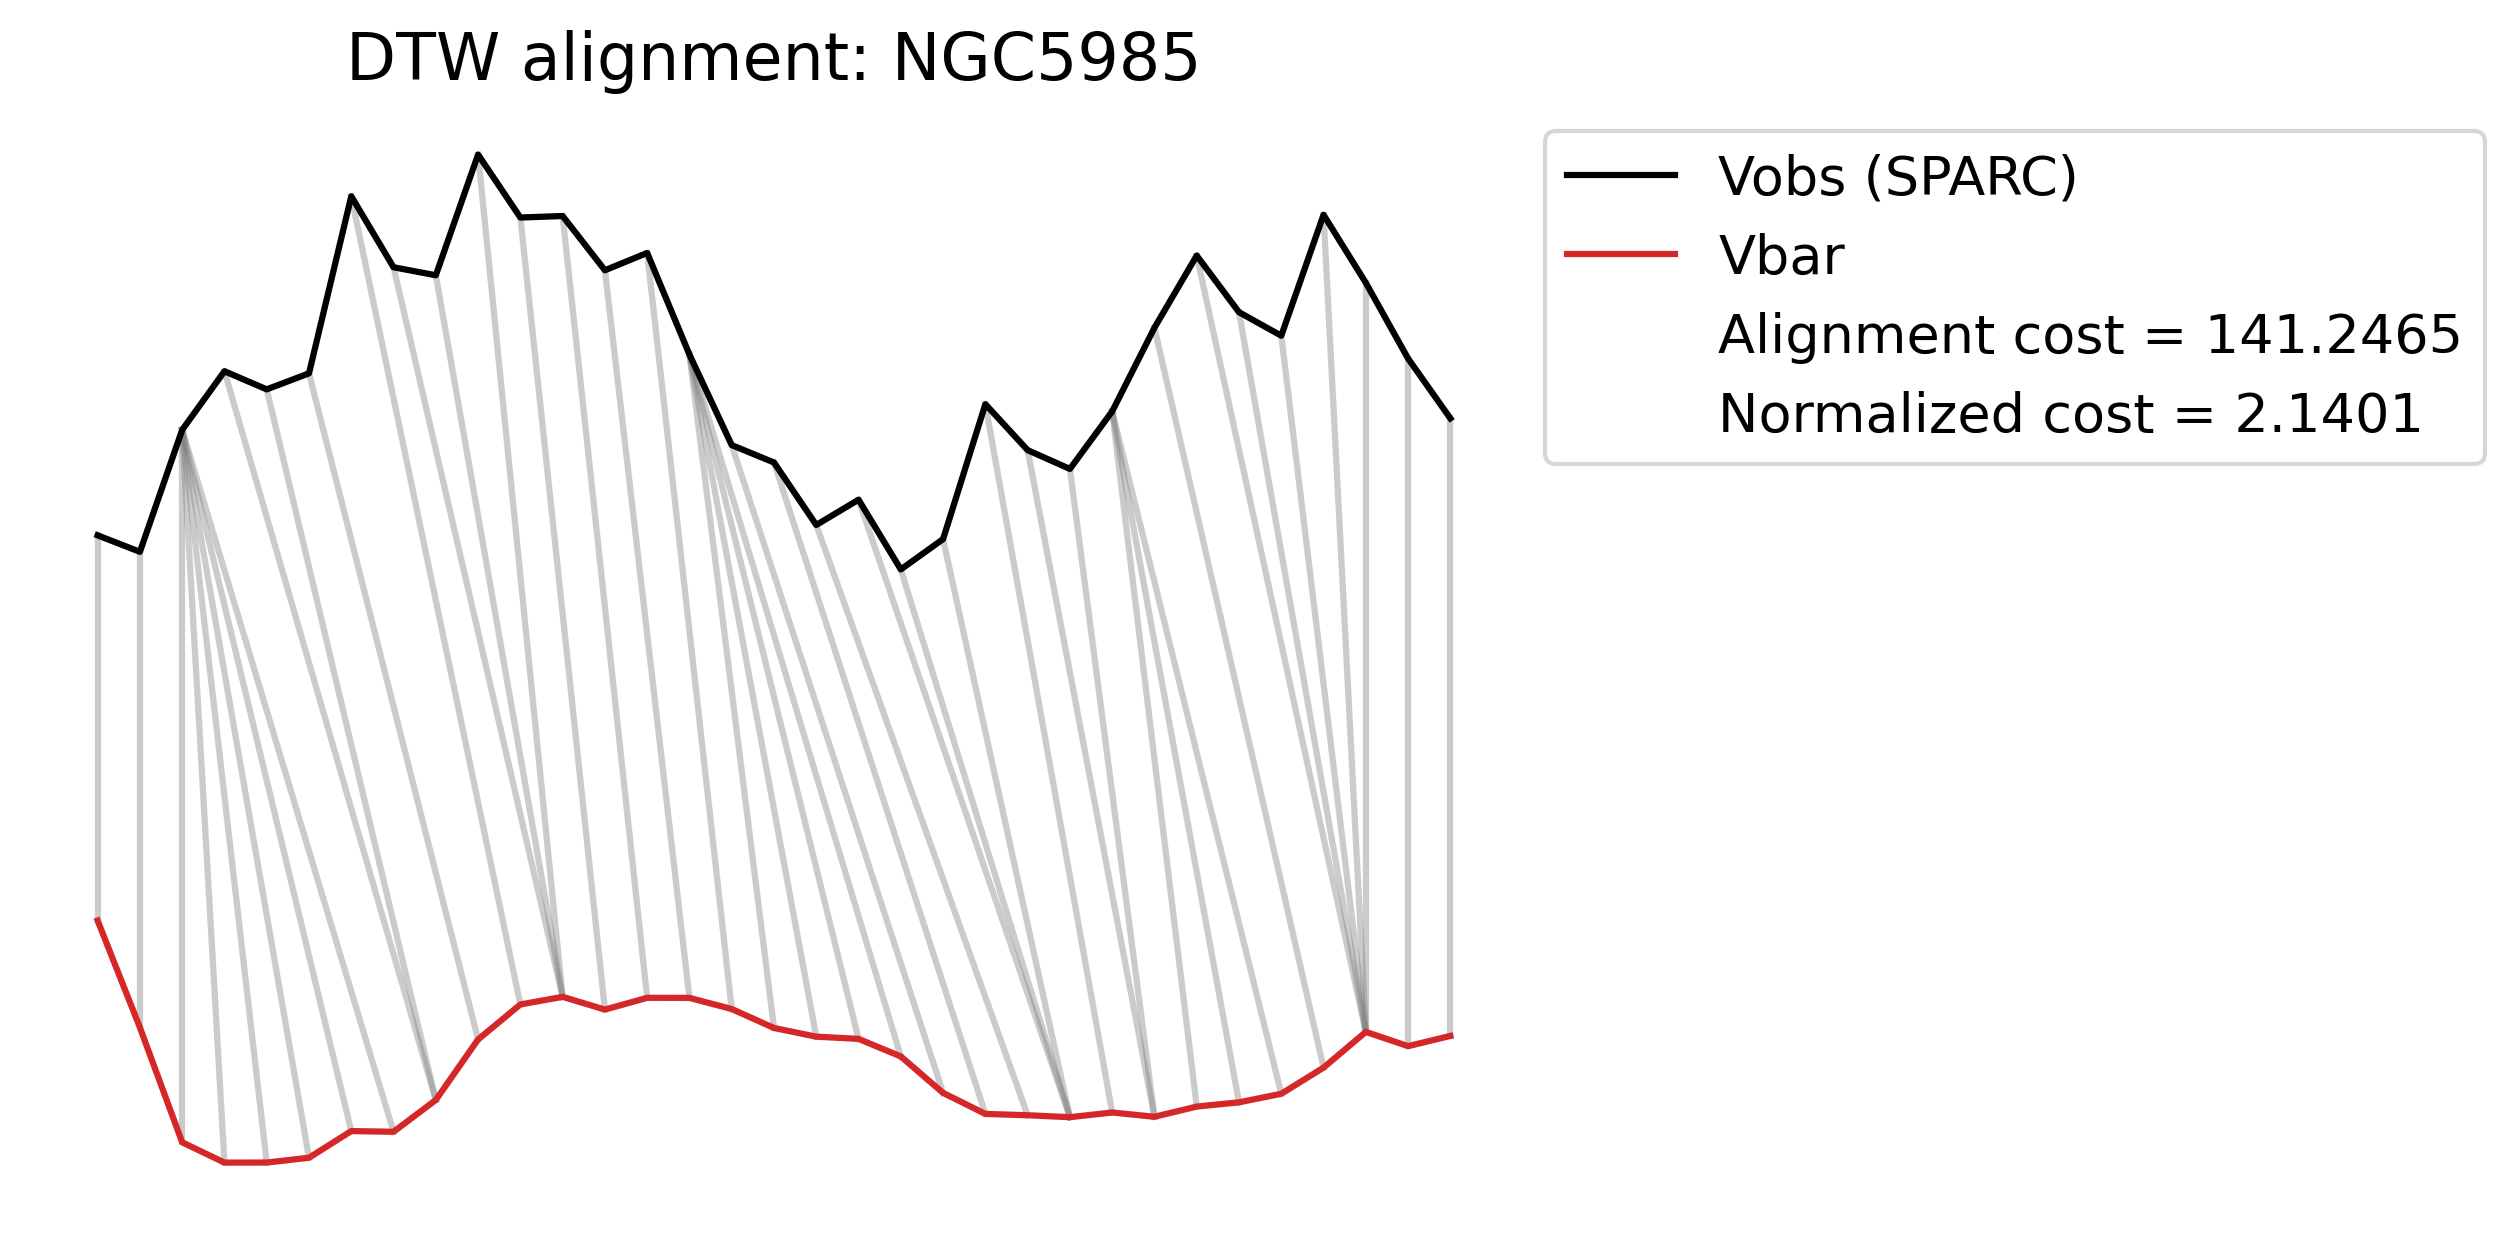 DTW alignment: NGC5985
Vobs (SPARC)
Vbar
Alignment cost = 141.2465
Normalized cost = 2.1401